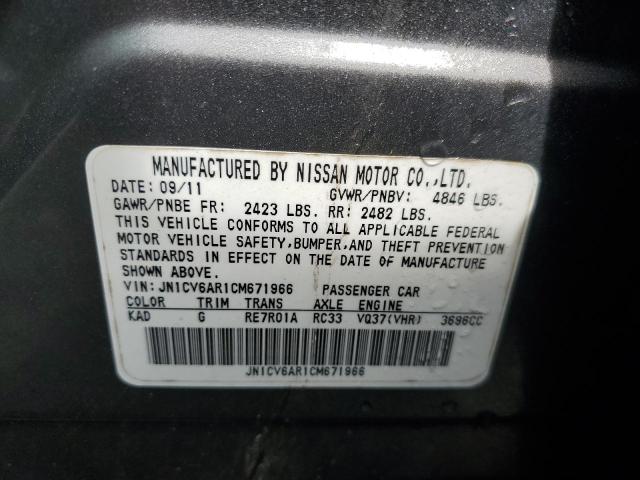 MANUFACTURED BY NISSAN MOTOR CO.,LTD.
DATE: 09/11 GVWR/PNBV: 4846 LBS.
GAWR/PNBE FR: 2423 LBS. RR: 2482 LBS.
THIS VEHICLE CONFORMS TO ALL APPLICABLE FEDERAL
MOTOR VEHICLE SAFETY,BUMPER,AND THEFT PREVENTION
STANDARDS IN EFFECT ON THE DATE OF MANUFACTURE
SHOWN ABOVE.
VIN: JN1CV6AR1CM671966 PASSENGER CAR
COLOR TRIM TRANS AXLE ENGINE
KAD G RE7R01A RC33 VQ37(VHR) 3696CC
JN1CV6AR1CM671966